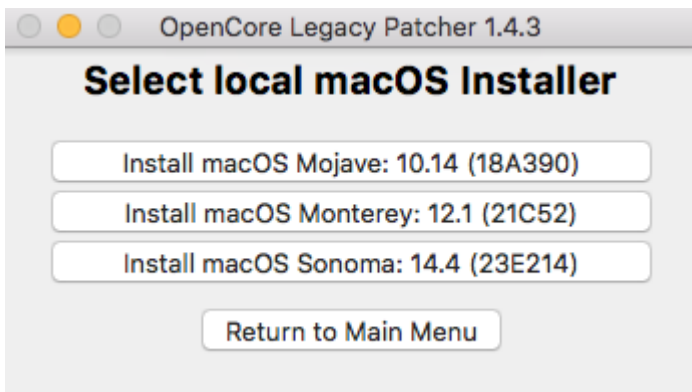 OpenCore Legacy Patcher 1.4.3
Select local macOS Installer
Install macOS Mojave: 10.14 (18A390)
Install macOS Monterey: 12.1 (21C52)
Install macOS Sonoma: 14.4 (23E214)
Return to Main Menu